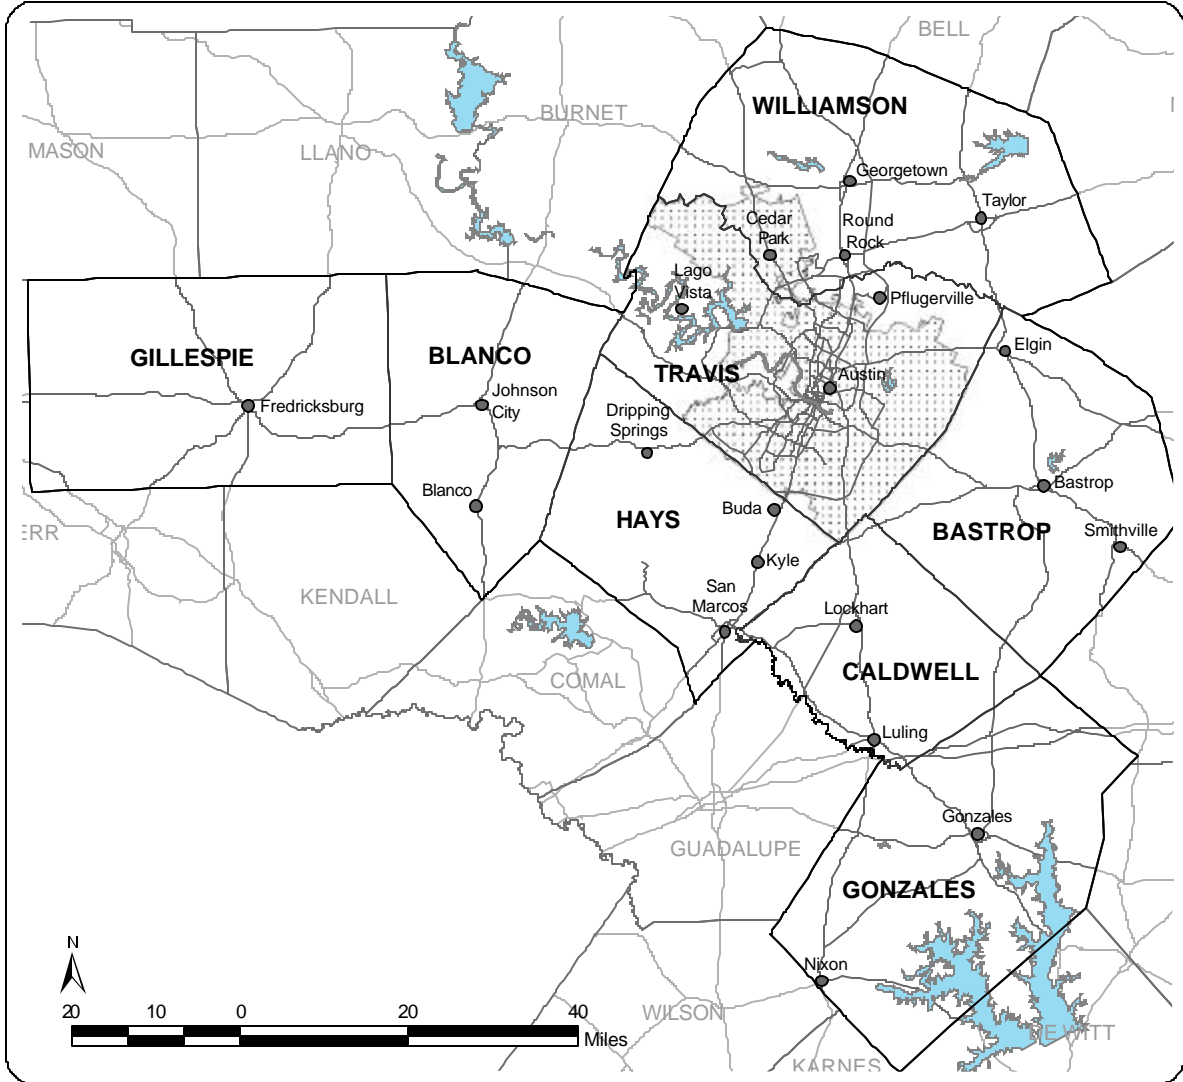 BELL
WILLIAMSON
BURNET
MASON
LLANO
Georgetown
Taylor
Cedar
Park
Round
Rock
Lago
Vista
Pflugerville
Elgin
GILLESPIE
BLANCO
TRAVIS
Austin
Fredricksburg
Johnson
City
Dripping
Springs
Blanco
HAYS
Buda
Bastrop
BASTROP
Smithville
ERR
Kyle
KENDALL
San
Marcos
Lockhart
COMAL
CALDWELL
Luling
Gonzales
GUADALUPE
GONZALES
N
Nixon
20 10 0 20 40
Miles
WILSON
DE WITT
KARNES